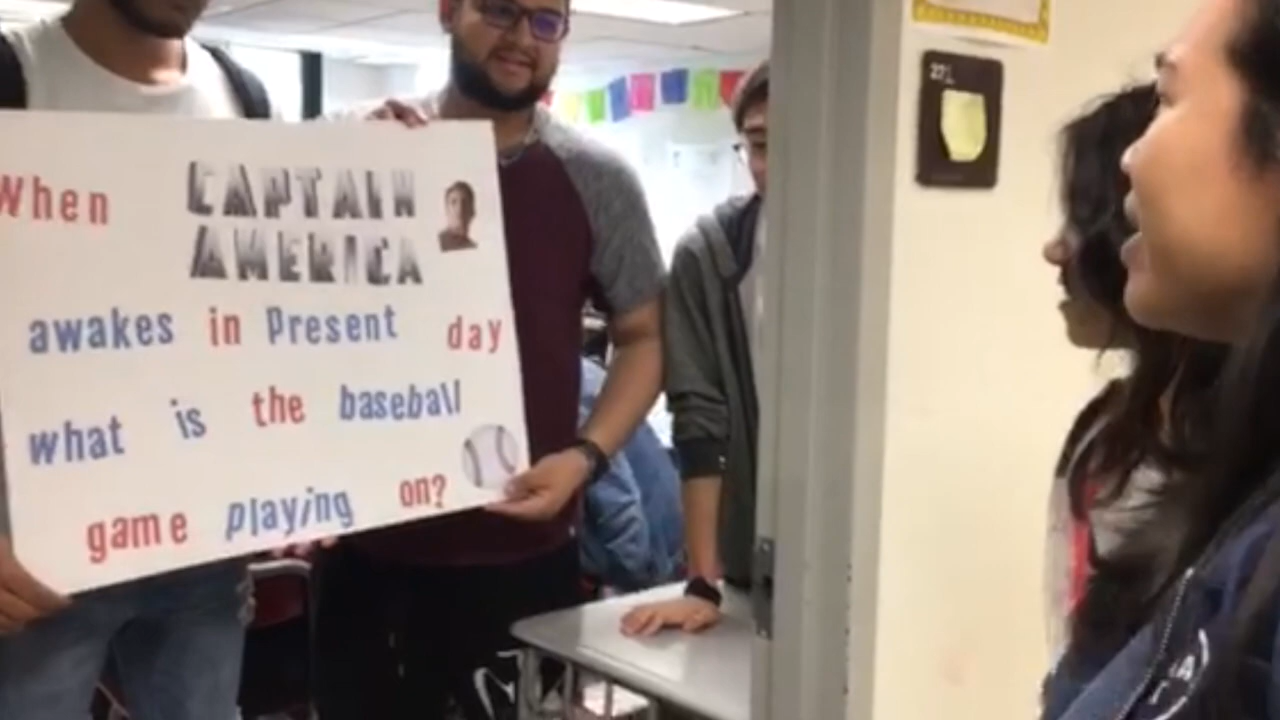 When CAPTAIN
AMERICA
awakes in Present day
what is the baseball
game playing on?